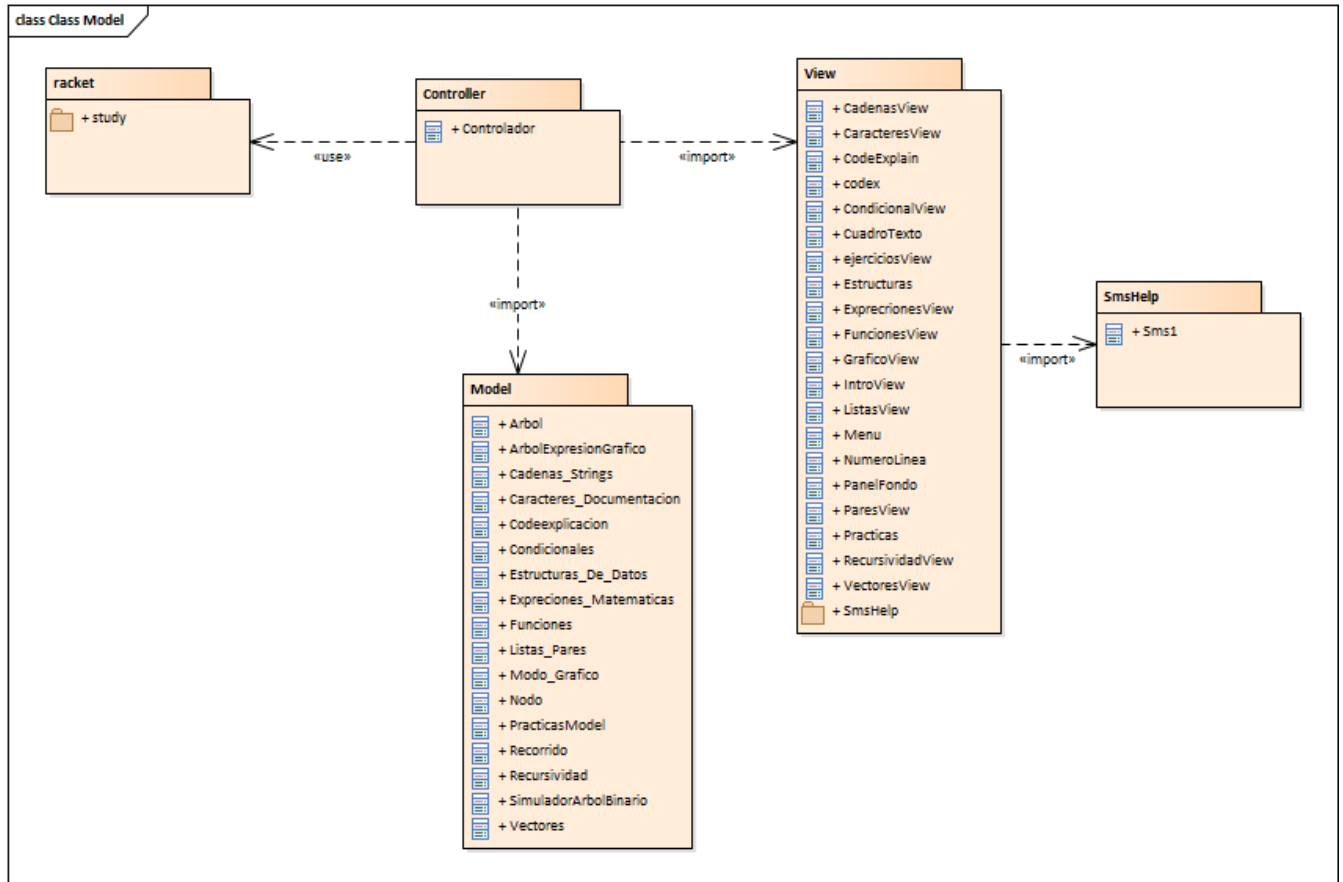 class Class Model
racket
+ study
«use»
Controller
+ Controlador
«import»
«import»
View
+ CadenasView
+ CaracteresView
+ CodeExplain
+ codex
+ CondicionalView
+ CuadroTexto
+ ejerciciosView
+ Estructuras
+ ExprecrionesView
+ FuncionesView
+ GraficoView
+ IntroView
+ ListasView
+ Menu
+ NumeroLinea
+ PanelFondo
+ ParesView
+ Practicas
+ RecursividadView
+ VectoresView
+ SmsHelp
«import»
SmsHelp
+ Sms1
Model
+ Arbol
+ ArbolExpresionGrafico
+ Cadenas_Strings
+ Caracteres_Documentacion
+ Codeexplicacion
+ Condicionales
+ Estructuras_De_Datos
+ Expreciones_Matematicas
+ Funciones
+ Listas_Pares
+ Modo_Grafico
+ Nodo
+ PracticasModel
+ Recorrido
+ Recursividad
+ SimuladorArbolBinario
+ Vectores